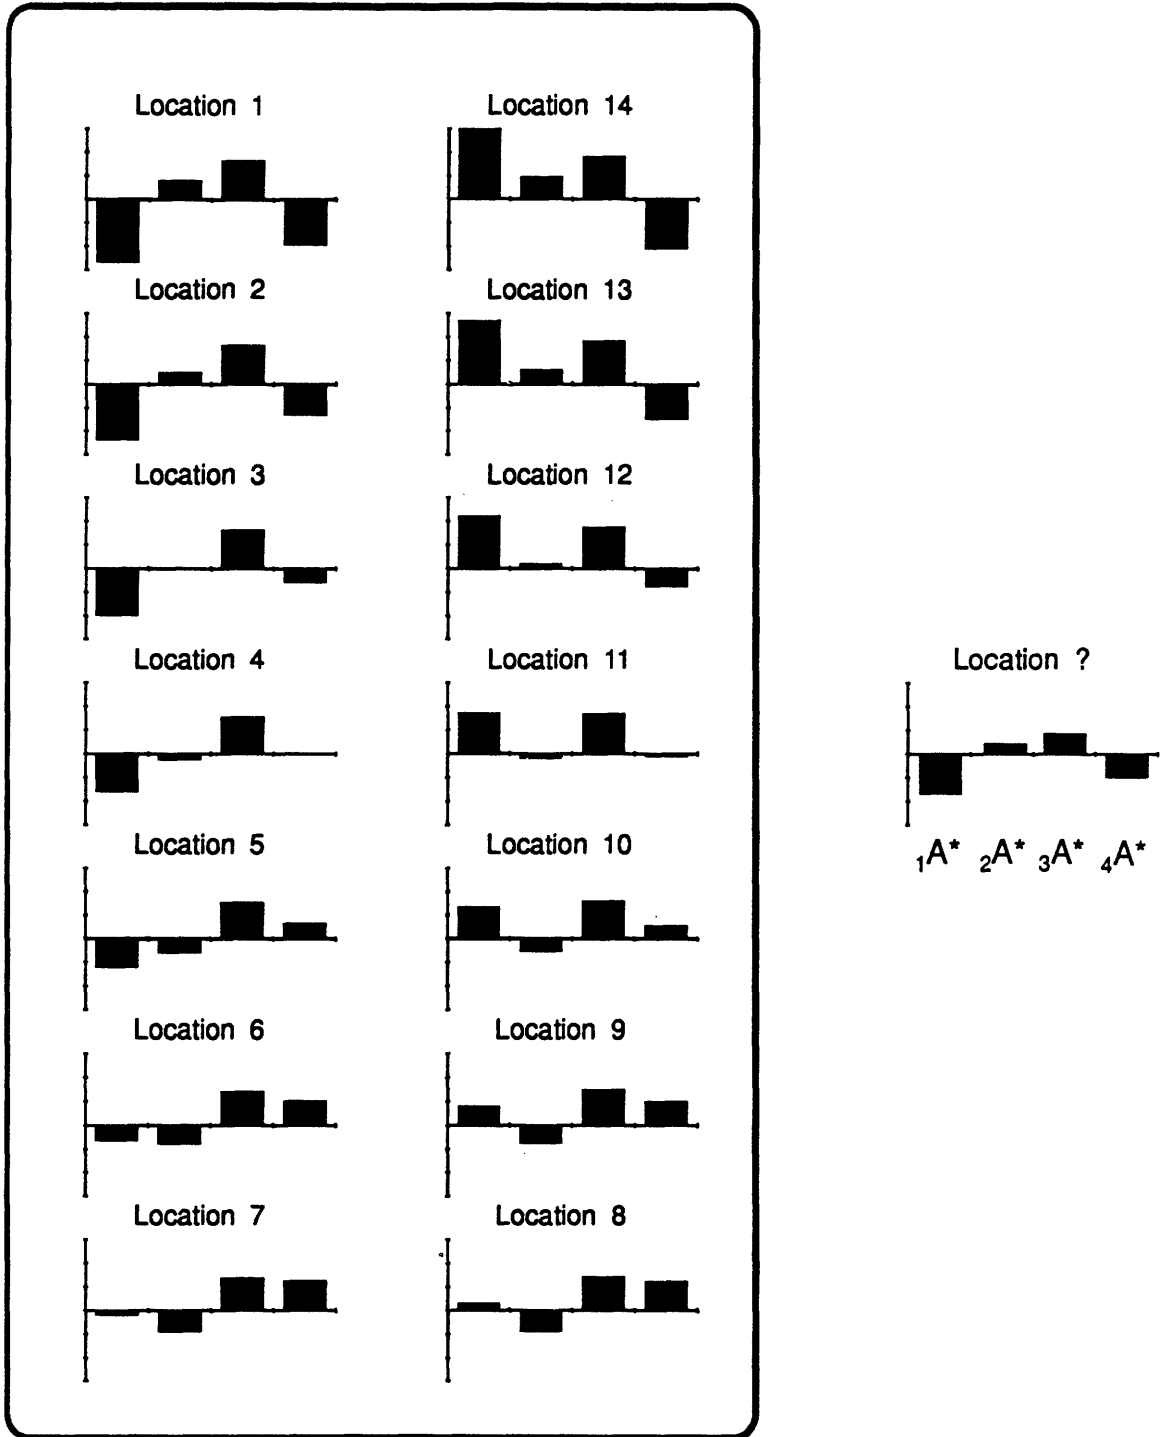 Location 1
Location 14
Location 2
Location 13
Location 3
Location 12
Location 4
Location 11
Location ?
₁A* ₂A* ₃A* ₄A*
Location 5
Location 10
Location 6
Location 9
Location 7
Location 8